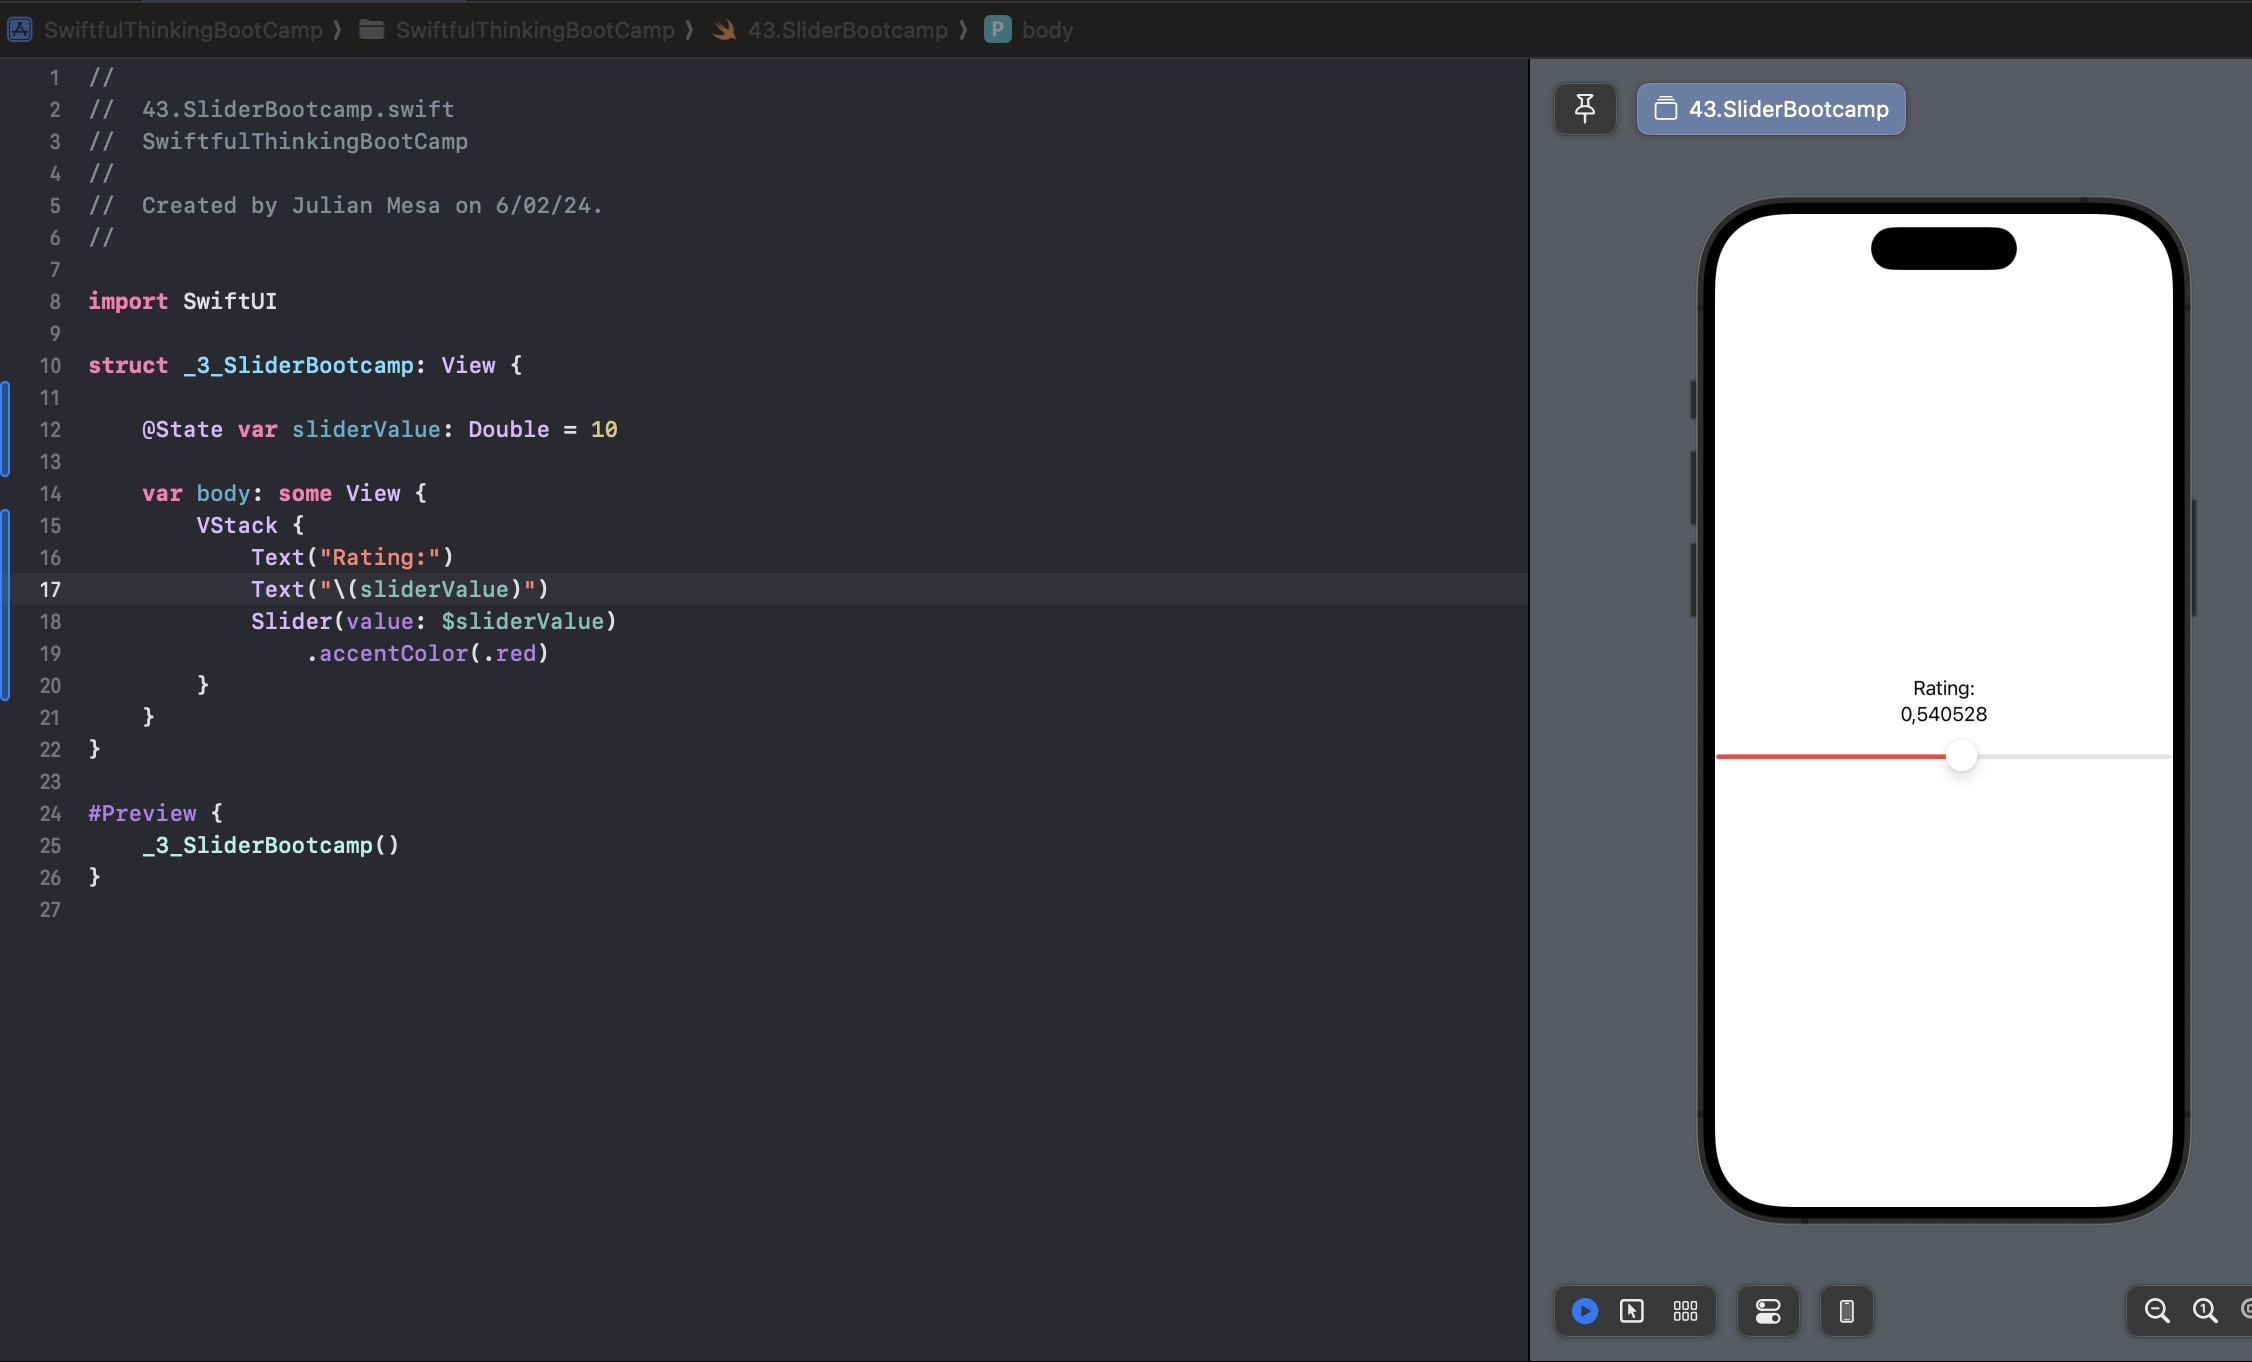 SwiftfulThinkingBootCamp ⟩ SwiftfulThinkingBootCamp ⟩ 43.SliderBootcamp ⟩ P body
1 //
2 //  43.SliderBootcamp.swift
3 //  SwiftfulThinkingBootCamp
4 //
5 //  Created by Julian Mesa on 6/02/24.
6 //
7
8 import SwiftUI
9
10 struct _3_SliderBootcamp: View {
11
12     @State var sliderValue: Double = 10
13
14     var body: some View {
15         VStack {
16             Text("Rating:")
17             Text("\(sliderValue)")
18             Slider(value: $sliderValue)
19                 .accentColor(.red)
20         }
21     }
22 }
23
24 #Preview {
25     _3_SliderBootcamp()
26 }
27
43.SliderBootcamp
Rating:
0,540528
1